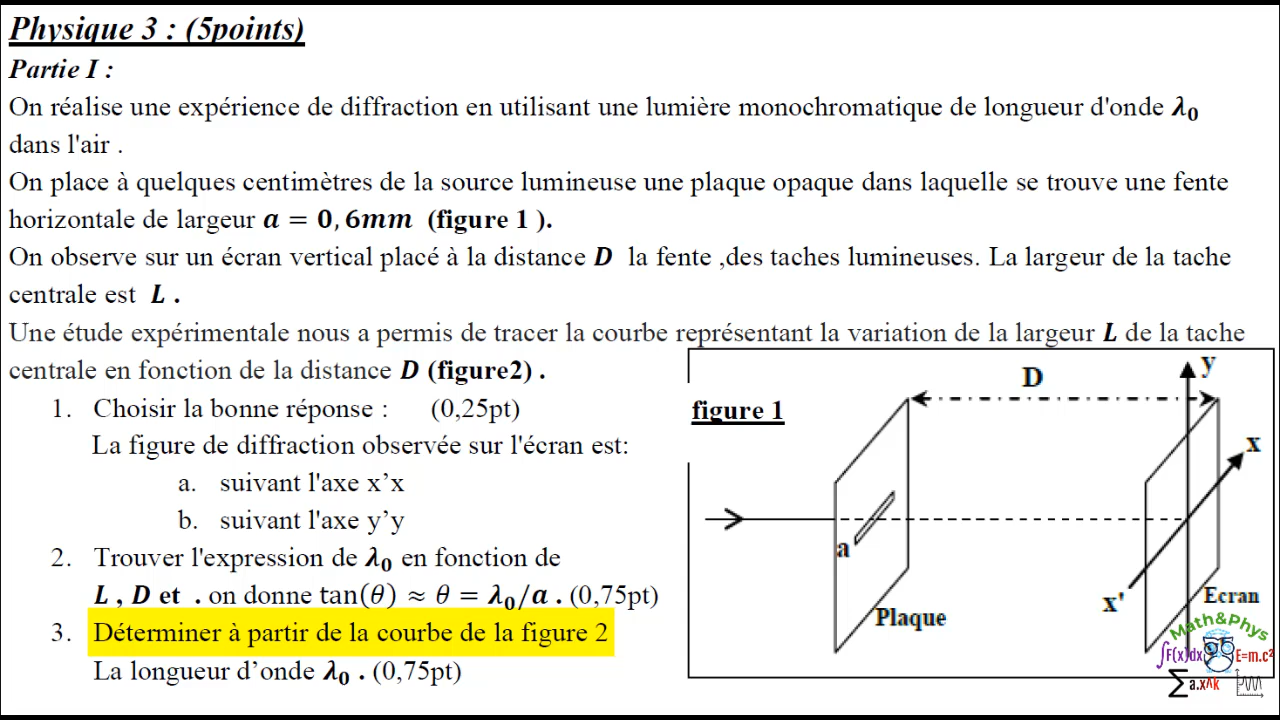 Physique 3 : (5points)
Partie I :
On réalise une expérience de diffraction en utilisant une lumière monochromatique de longueur d'onde λ₀
dans l'air .
On place à quelques centimètres de la source lumineuse une plaque opaque dans laquelle se trouve une fente
horizontale de largeur a = 0,6mm (figure 1 ).
On observe sur un écran vertical placé à la distance D la fente ,des taches lumineuses. La largeur de la tache
centrale est L .
Une étude expérimentale nous a permis de tracer la courbe représentant la variation de la largeur L de la tache
centrale en fonction de la distance D (figure2) .
1. Choisir la bonne réponse : (0,25pt)
La figure de diffraction observée sur l'écran est:
a. suivant l'axe x’x
b. suivant l'axe y’y
2. Trouver l'expression de λ₀ en fonction de
L , D et . on donne tan(θ) ≈ θ = λ₀/a . (0,75pt)
3. Déterminer à partir de la courbe de la figure 2
La longueur d’onde λ₀ . (0,75pt)
figure 1
D
y
x
a
x'
Plaque
Ecran
Math&Phys
∫F(x)dx E=m.c²
∑a.x^k